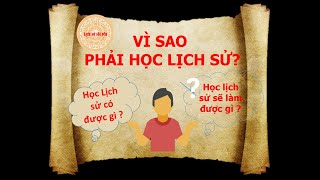 VÌ SAO
PHẢI HỌC LỊCH SỬ?
Học Lịch
sử có
được gì ?
? Học lịch
sử sẽ làm
được gì ?